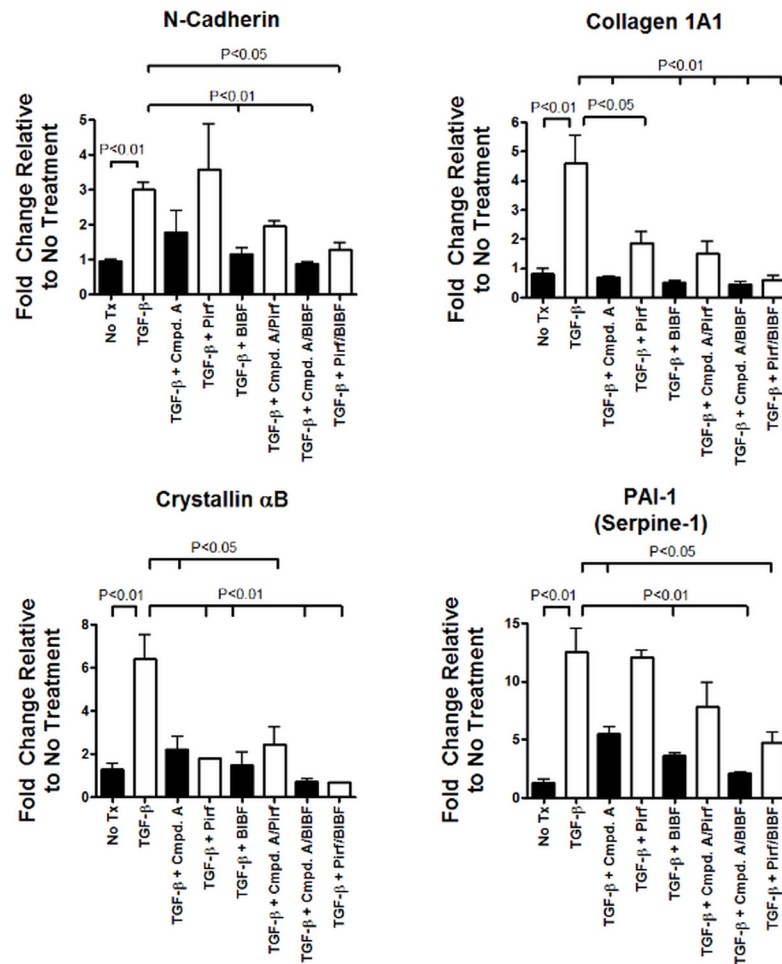 N-Cadherin
P<0.05
P<0.01
P<0.01
Fold Change Relative
to No Treatment
5
4
3
2
1
0
No Tx
TGF-β
TGF-β + Cmpd. A
TGF-β + Pirf
TGF-β + BIBF
TGF-β + Cmpd. A/Pirf
TGF-β + Cmpd. A/BIBF
TGF-β + Pirf/BIBF
Collagen 1A1
P<0.01
P<0.01
P<0.05
Fold Change Relative
to No Treatment
6
5
4
3
2
1
0
No Tx
TGF-β
TGF-β + Cmpd. A
TGF-β + Pirf
TGF-β + BIBF
TGF-β + Cmpd. A/Pirf
TGF-β + Cmpd. A/BIBF
TGF-β + Pirf/BIBF
Crystallin αB
P<0.05
P<0.01
P<0.01
Fold Change Relative
to No Treatment
8
6
4
2
0
No Tx
TGF-β
TGF-β + Cmpd. A
TGF-β + Pirf
TGF-β + BIBF
TGF-β + Cmpd. A/Pirf
TGF-β + Cmpd. A/BIBF
TGF-β + Pirf/BIBF
PAI-1
(Serpine-1)
P<0.05
P<0.01
P<0.01
Fold Change Relative
to No Treatment
15
10
5
0
No Tx
TGF-β
TGF-β + Cmpd. A
TGF-β + Pirf
TGF-β + BIBF
TGF-β + Cmpd. A/Pirf
TGF-β + Cmpd. A/BIBF
TGF-β + Pirf/BIBF